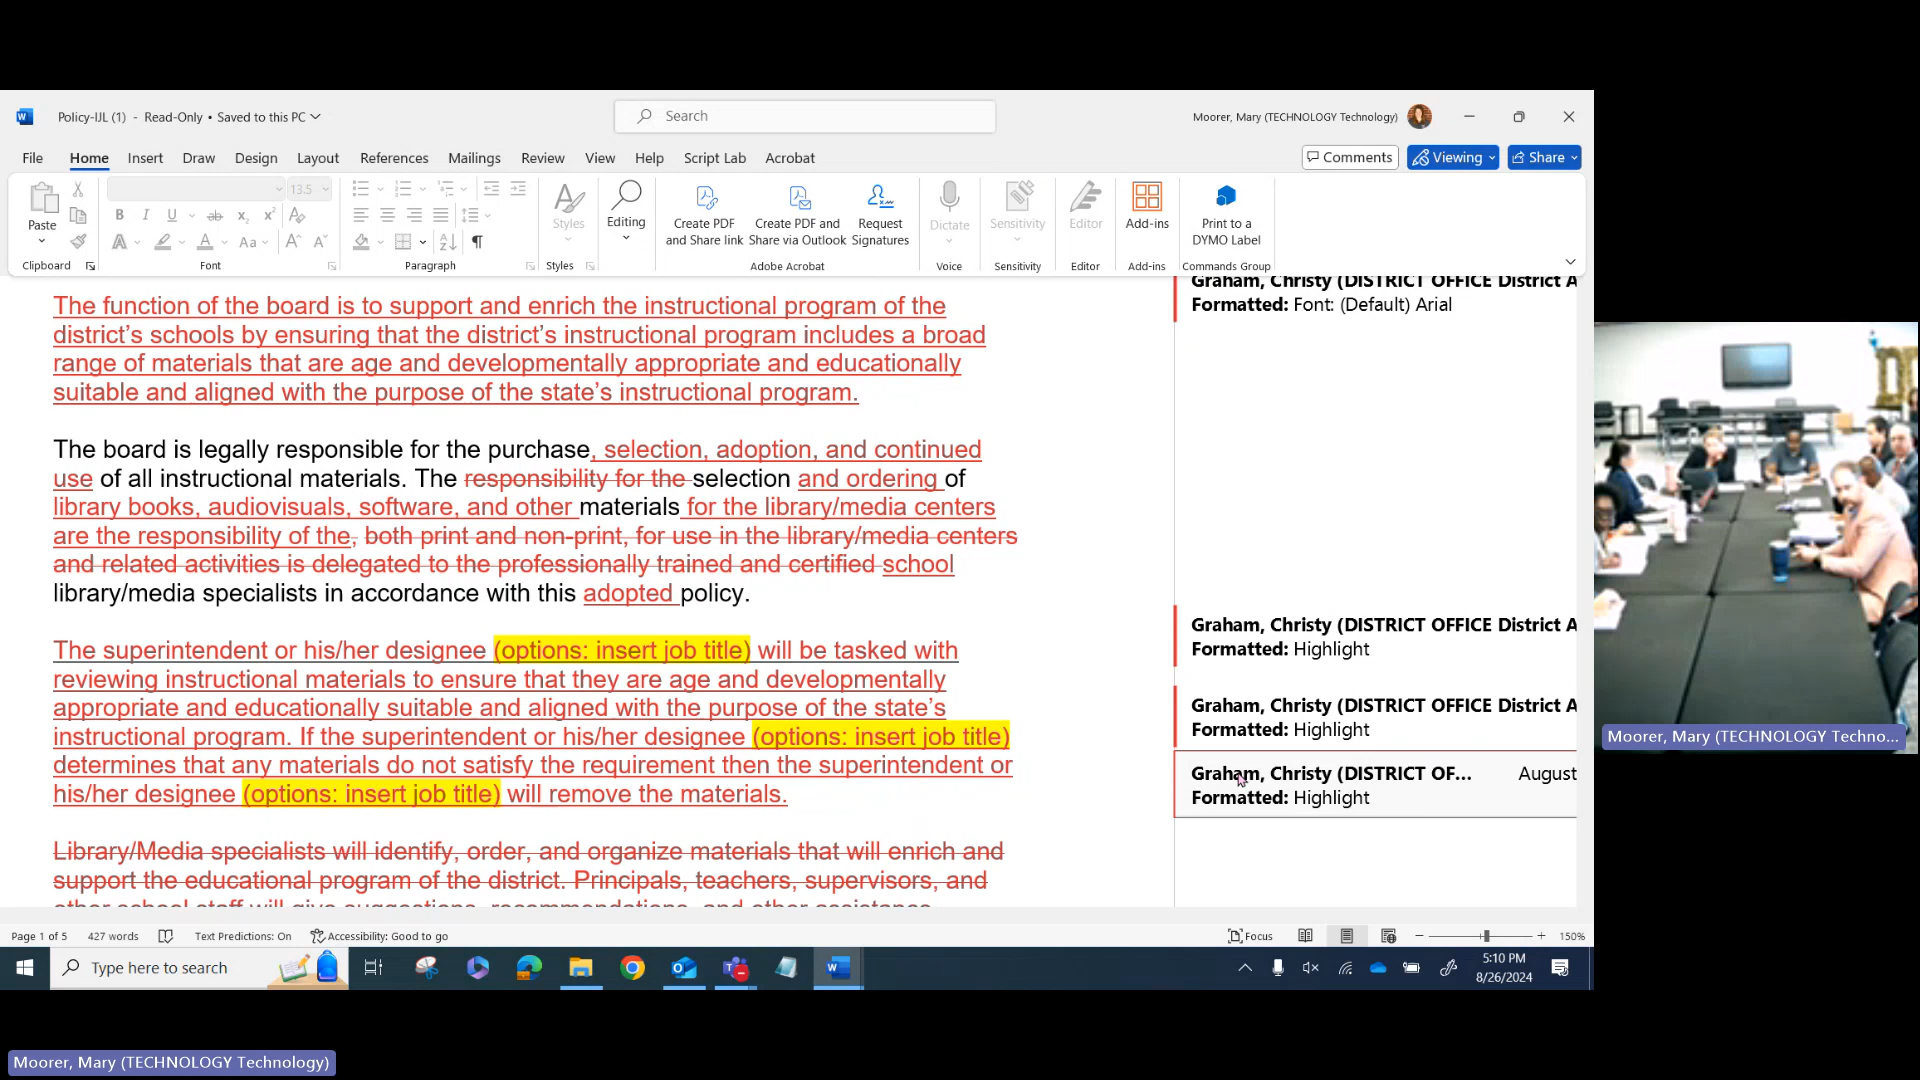 Policy-IJL (1) - Read-Only • Saved to this PC
Search
Moorer, Mary (TECHNOLOGY Technology)
File Home Insert Draw Design Layout References Mailings Review View Help Script Lab Acrobat
Comments Viewing Share
13.5
Paste
Styles
Editing
Create PDF and Share link
Create PDF and Share via Outlook
Request Signatures
Dictate
Sensitivity
Editor
Add-ins
Print to a DYMO Label
Clipboard Font Paragraph Styles Adobe Acrobat Voice Sensitivity Editor Add-ins Commands Group
The function of the board is to support and enrich the instructional program of the
district's schools by ensuring that the district's instructional program includes a broad
range of materials that are age and developmentally appropriate and educationally
suitable and aligned with the purpose of the state's instructional program.
The board is legally responsible for the purchase, selection, adoption, and continued
use of all instructional materials. The responsibility for the selection and ordering of
library books, audiovisuals, software, and other materials for the library/media centers
are the responsibility of the, both print and non-print, for use in the library/media centers
and related activities is delegated to the professionally trained and certified school
library/media specialists in accordance with this adopted policy.
The superintendent or his/her designee (options: insert job title) will be tasked with
reviewing instructional materials to ensure that they are age and developmentally
appropriate and educationally suitable and aligned with the purpose of the state's
instructional program. If the superintendent or his/her designee (options: insert job title)
determines that any materials do not satisfy the requirement then the superintendent or
his/her designee (options: insert job title) will remove the materials.
Library/Media specialists will identify, order, and organize materials that will enrich and
support the educational program of the district. Principals, teachers, supervisors, and
other school staff will give suggestions, recommendations, and other assistance
Graham, Christy (DISTRICT OFFICE District A
Formatted: Font: (Default) Arial
Graham, Christy (DISTRICT OFFICE District A
Formatted: Highlight
Graham, Christy (DISTRICT OFFICE District A
Formatted: Highlight
Graham, Christy (DISTRICT OF... August
Formatted: Highlight
Moorer, Mary (TECHNOLOGY Techno...
Page 1 of 5 427 words Text Predictions: On Accessibility: Good to go
Focus
150%
Type here to search
5:10 PM
8/26/2024
Moorer, Mary (TECHNOLOGY Technology)